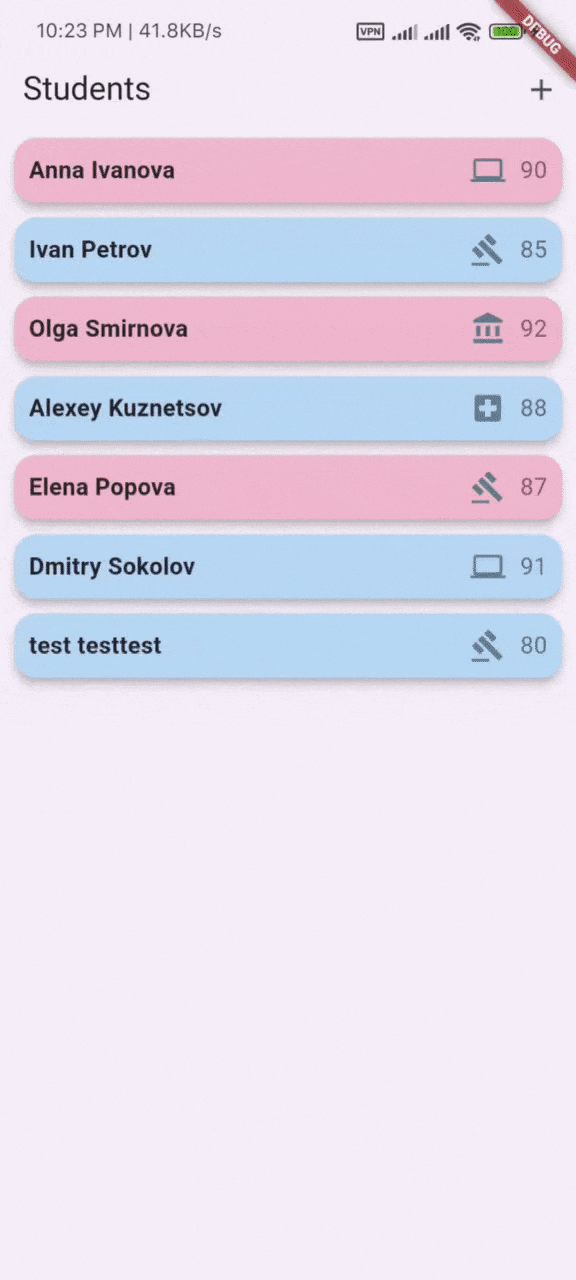 10:23 PM | 41.8KB/s VPN 100
DEBUG
Students
Anna Ivanova 90
Ivan Petrov 85
Olga Smirnova 92
Alexey Kuznetsov 88
Elena Popova 87
Dmitry Sokolov 91
test testtest 80